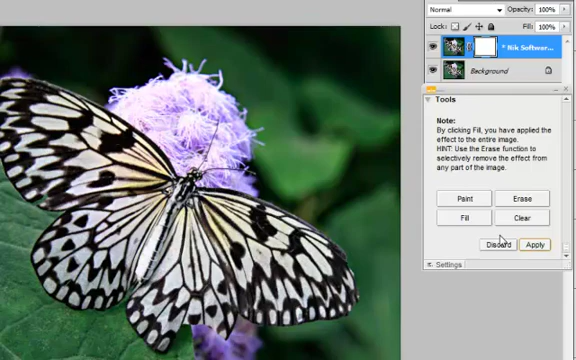 Normal
Opacity: 100%
Lock:
Fill: 100%
* Nik Softwar...
Background
Tools
Note:
By clicking Fill, you have applied the
effect to the entire image.
HINT: Use the Erase function to
selectively remove the effect from
any part of the image.
Paint
Erase
Fill
Clear
Discard
Apply
Settings